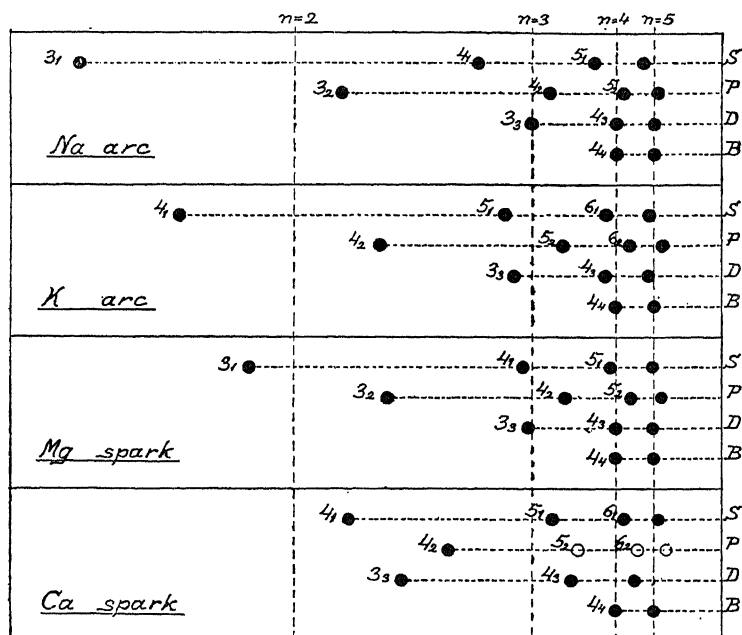 n=2 n=3 n=4 n=5
3₁ 4₁ 5₁ S
3₂ 4₂ 5₂ P
3₃ 4₃ D
Na arc 4₄ B
4₁ 5₁ 6₁ S
4₂ 5₂ 6₂ P
3₃ 4₃ D
K arc 4₄ B
3₁ 4₁ 5₁ S
3₂ 4₂ 5₂ P
3₃ 4₃ D
Mg spark 4₄ B
4₁ 5₁ 6₁ S
4₂ 5₂ 6₂ P
3₃ 4₃ D
Ca spark 4₄ B